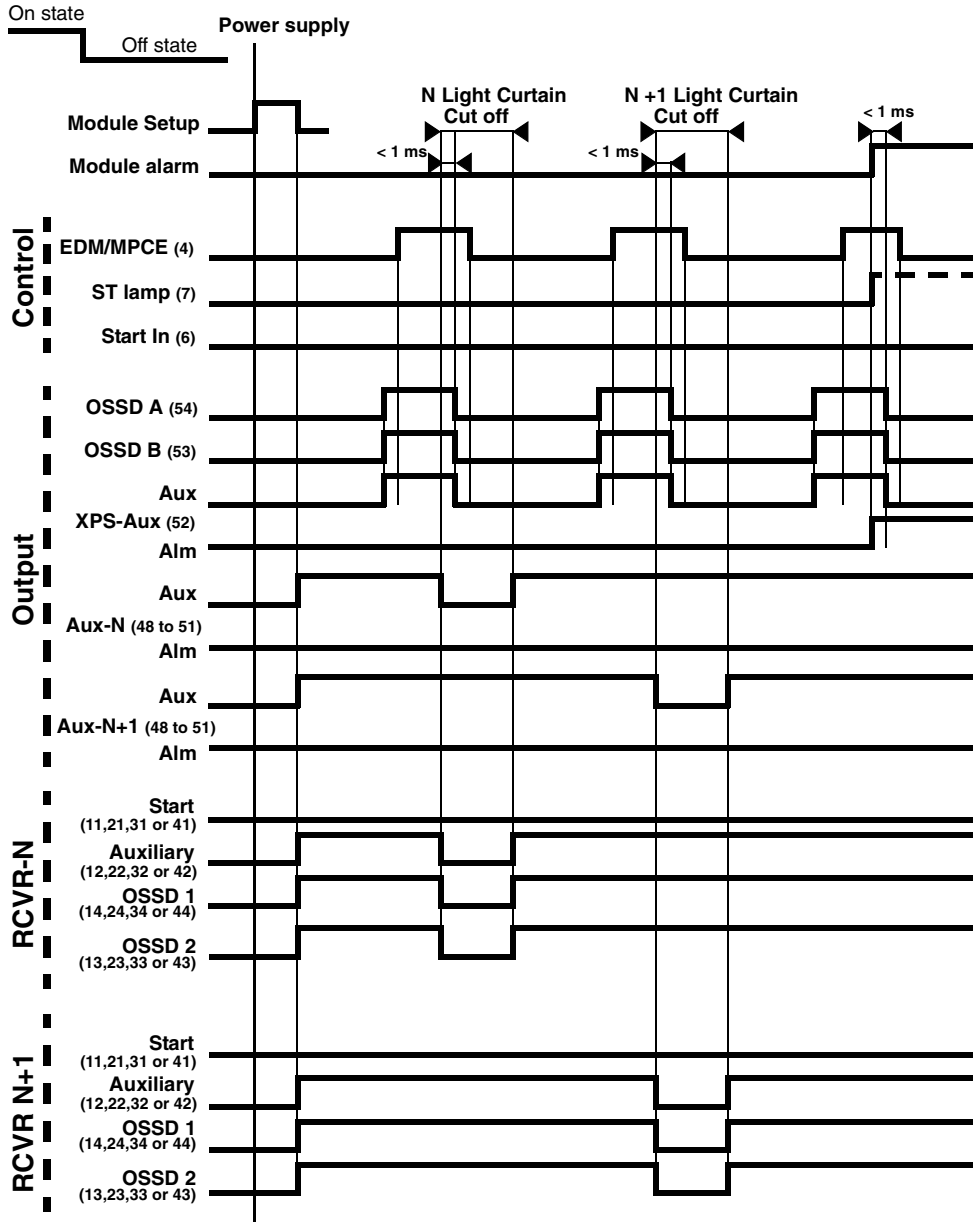 On state
Off state
Power supply
N Light Curtain
Cut off
N +1 Light Curtain
Cut off
< 1 ms
Module Setup
< 1 ms
< 1 ms
Module alarm
Control
EDM/MPCE (4)
ST lamp (7)
Start In (6)
Output
OSSD A (54)
OSSD B (53)
Aux
XPS-Aux (52)
Alm
Aux
Aux-N (48 to 51)
Alm
Aux
Aux-N+1 (48 to 51)
Alm
RCVR-N
Start
(11,21,31 or 41)
Auxiliary
(12,22,32 or 42)
OSSD 1
(14,24,34 or 44)
OSSD 2
(13,23,33 or 43)
RCVR N+1
Start
(11,21,31 or 41)
Auxiliary
(12,22,32 or 42)
OSSD 1
(14,24,34 or 44)
OSSD 2
(13,23,33 or 43)